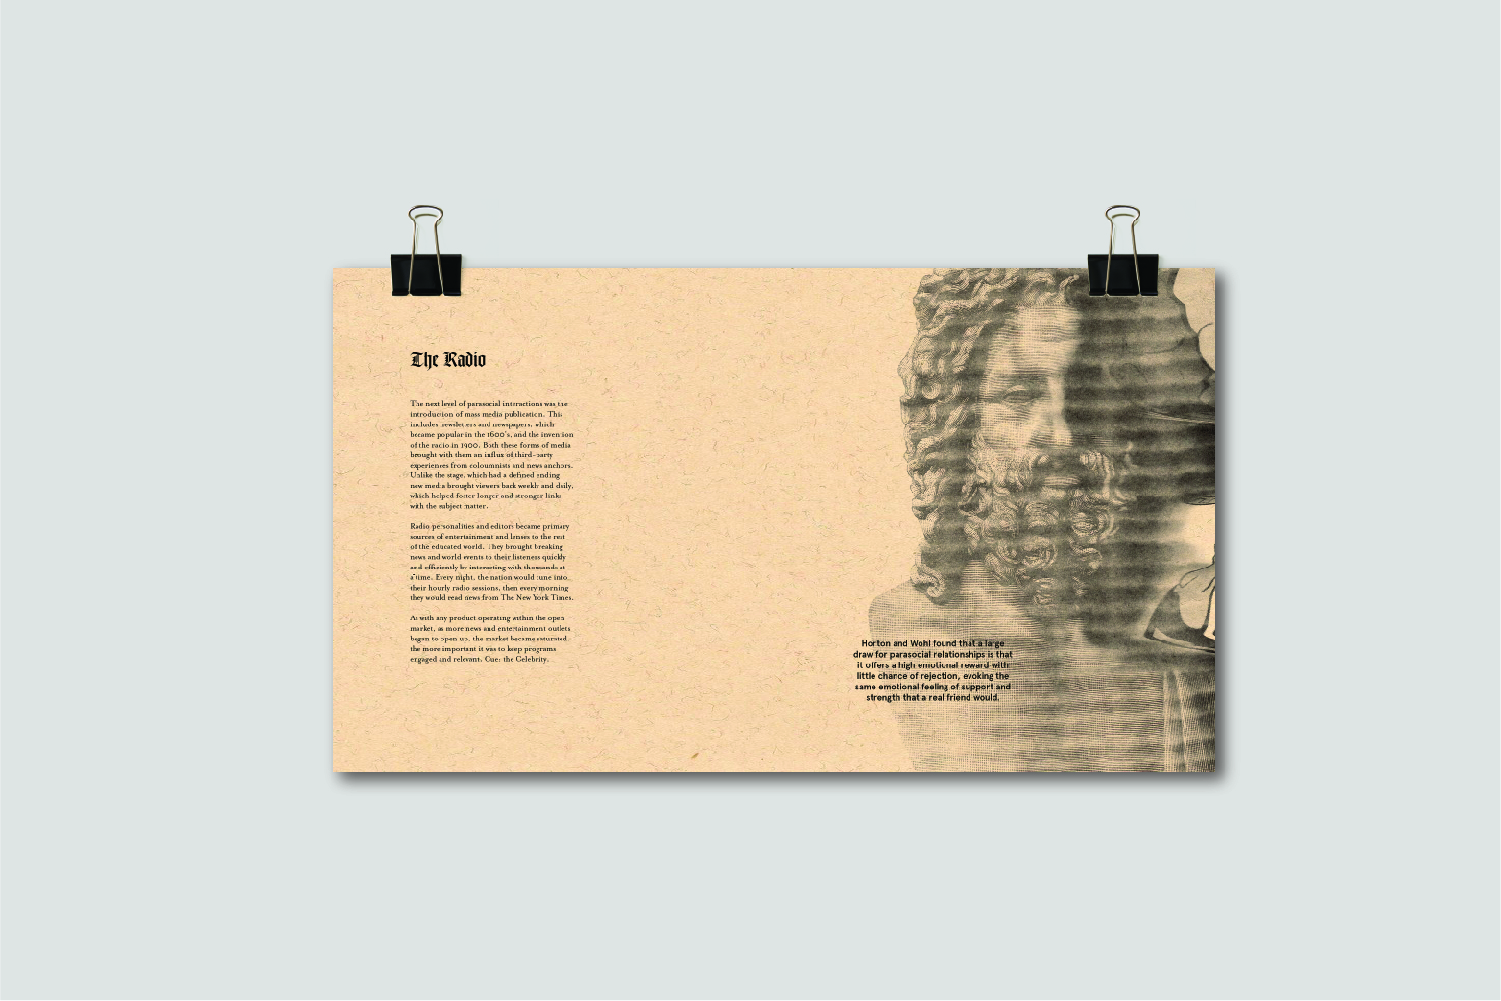 The Radio
The next level of parasocial interactions was the
introduction of mass media publication. This
includes newsletters and newspapers, which
became popular in the 1600's, and the invention
of the radio in 1900. Both these forms of media
brought with them an influx of third-party
experiences from coloumnists and news anchors.
Unlike the stage, which had a defined ending
new media brought viewers back weekly and daily,
which helped foster longer and stronger links
with the subject matter.
Radio personalities and editors became primary
sources of entertainment and lenses to the rest
of the educated world. They brought breaking
news and world events to their listeness quickly
and efficiently by interacting with thousands at
a time. Every night, the nation would tune into
their hourly radio sessions, then every morning
they would read news from The New York Times.
As with any product operating within the open
market, as more news and entertainment outlets
began to open up, the market became saturated
the more important it was to keep programs
engaged and relevant. Cue: the Celebrity.
Horton and Wohl found that a large
draw for parasocial relationships is that
it offers a high emotional reward with
little chance of rejection, evoking the
same emotional feeling of support and
strength that a real friend would.